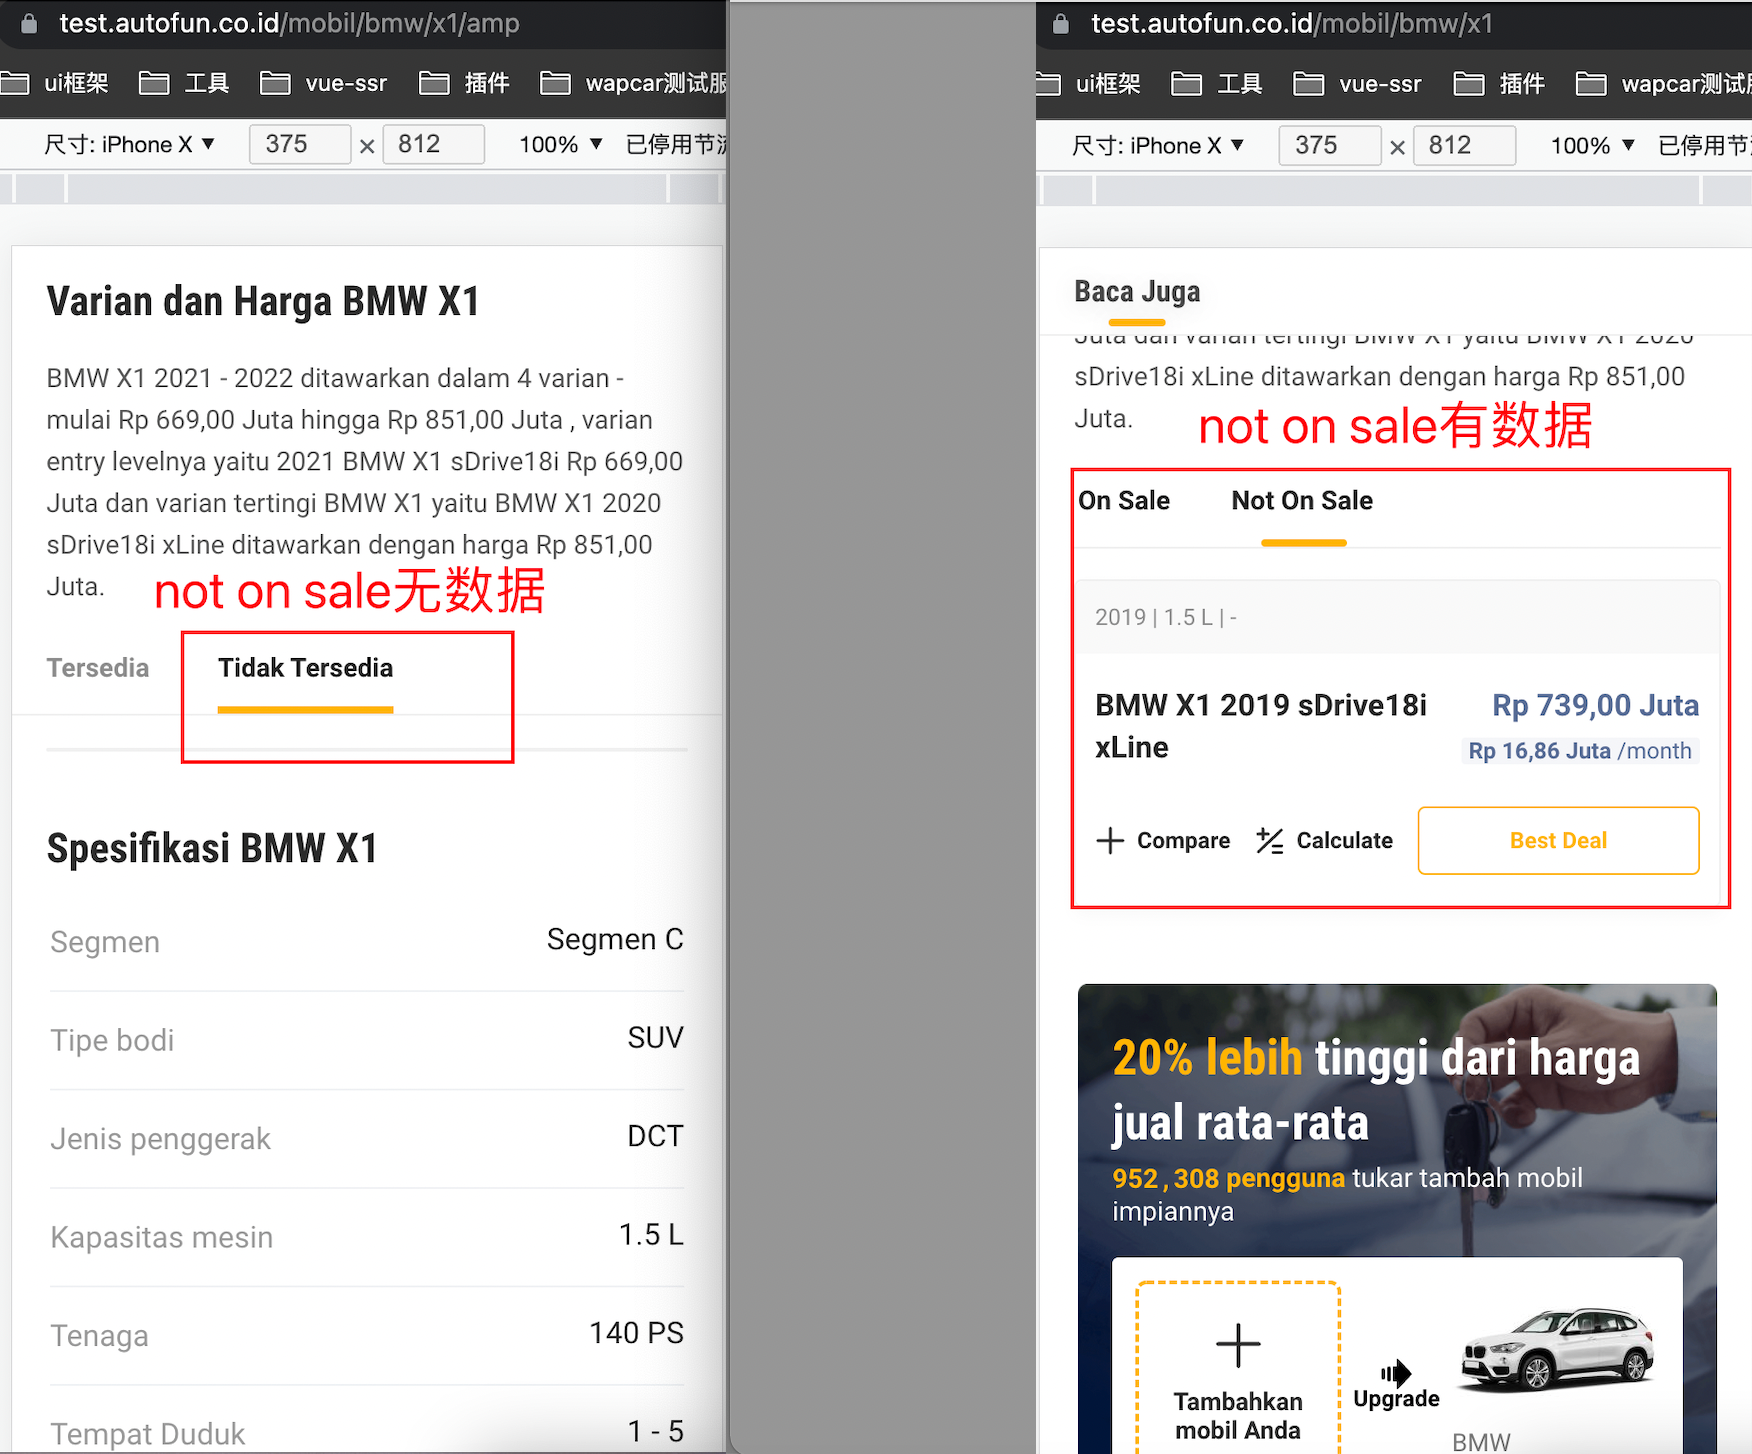 test.autofun.co.id/mobil/bmw/x1/amp
ui框架 工具 vue-ssr 插件 wapcar测试服
尺寸: iPhone X ▼ 375 × 812 100% ▼ 已停用节流
Varian dan Harga BMW X1
BMW X1 2021 - 2022 ditawarkan dalam 4 varian -
mulai Rp 669,00 Juta hingga Rp 851,00 Juta , varian
entry levelnya yaitu 2021 BMW X1 sDrive18i Rp 669,00
Juta dan varian tertingi BMW X1 yaitu BMW X1 2020
sDrive18i xLine ditawarkan dengan harga Rp 851,00
Juta.
not on sale无数据
Tersedia Tidak Tersedia
Spesifikasi BMW X1
Segmen Segmen C
Tipe bodi SUV
Jenis penggerak DCT
Kapasitas mesin 1.5 L
Tenaga 140 PS
Tempat Duduk 1 - 5
test.autofun.co.id/mobil/bmw/x1
ui框架 工具 vue-ssr 插件 wapcar测试
尺寸: iPhone X ▼ 375 × 812 100% ▼ 已停用节
Baca Juga
Juta dan varian tertingi BMW X1 yaitu BMW X1 2020
sDrive18i xLine ditawarkan dengan harga Rp 851,00
Juta.
not on sale有数据
On Sale Not On Sale
2019 | 1.5 L | -
BMW X1 2019 sDrive18i
xLine
Rp 739,00 Juta
Rp 16,86 Juta /month
Compare Calculate Best Deal
20% lebih tinggi dari harga
jual rata-rata
952,308 pengguna tukar tambah mobil
impiannya
Tambahkan
mobil Anda
Upgrade
BMW